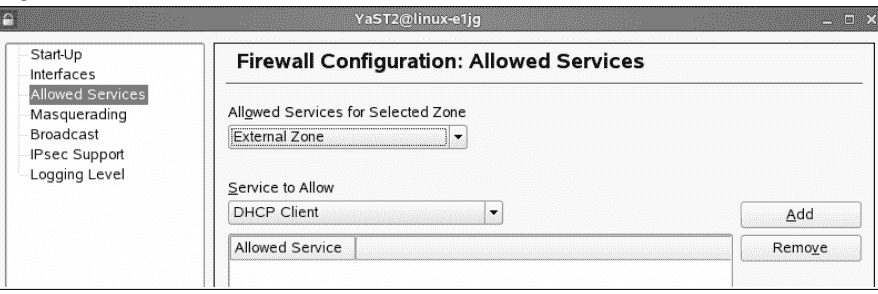 YaST2@linux-e1jg
Start-Up
Interfaces
Allowed Services
Masquerading
Broadcast
IPsec Support
Logging Level
Firewall Configuration: Allowed Services
Allowed Services for Selected Zone
External Zone
Service to Allow
DHCP Client
Add
Allowed Service
Remove